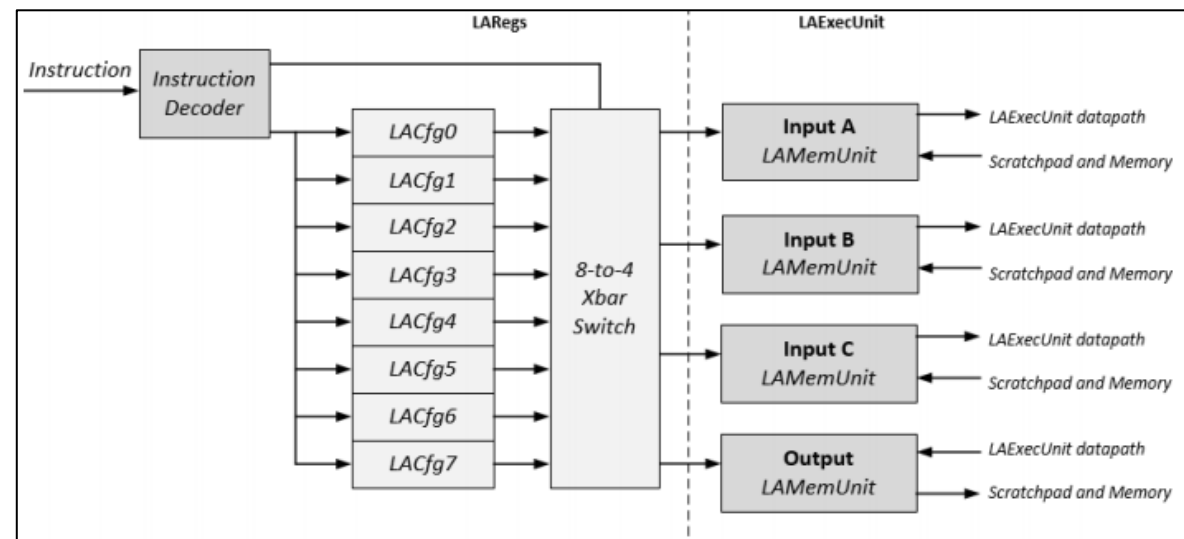 LARegs
LAExecUnit
Instruction
Instruction
Decoder
LACfg0
LACfg1
LACfg2
LACfg3
LACfg4
LACfg5
LACfg6
LACfg7
8-to-4
Xbar
Switch
Input A
LAMemUnit
LAExecUnit datapath
Scratchpad and Memory
Input B
LAMemUnit
LAExecUnit datapath
Scratchpad and Memory
Input C
LAMemUnit
LAExecUnit datapath
Scratchpad and Memory
Output
LAMemUnit
LAExecUnit datapath
Scratchpad and Memory